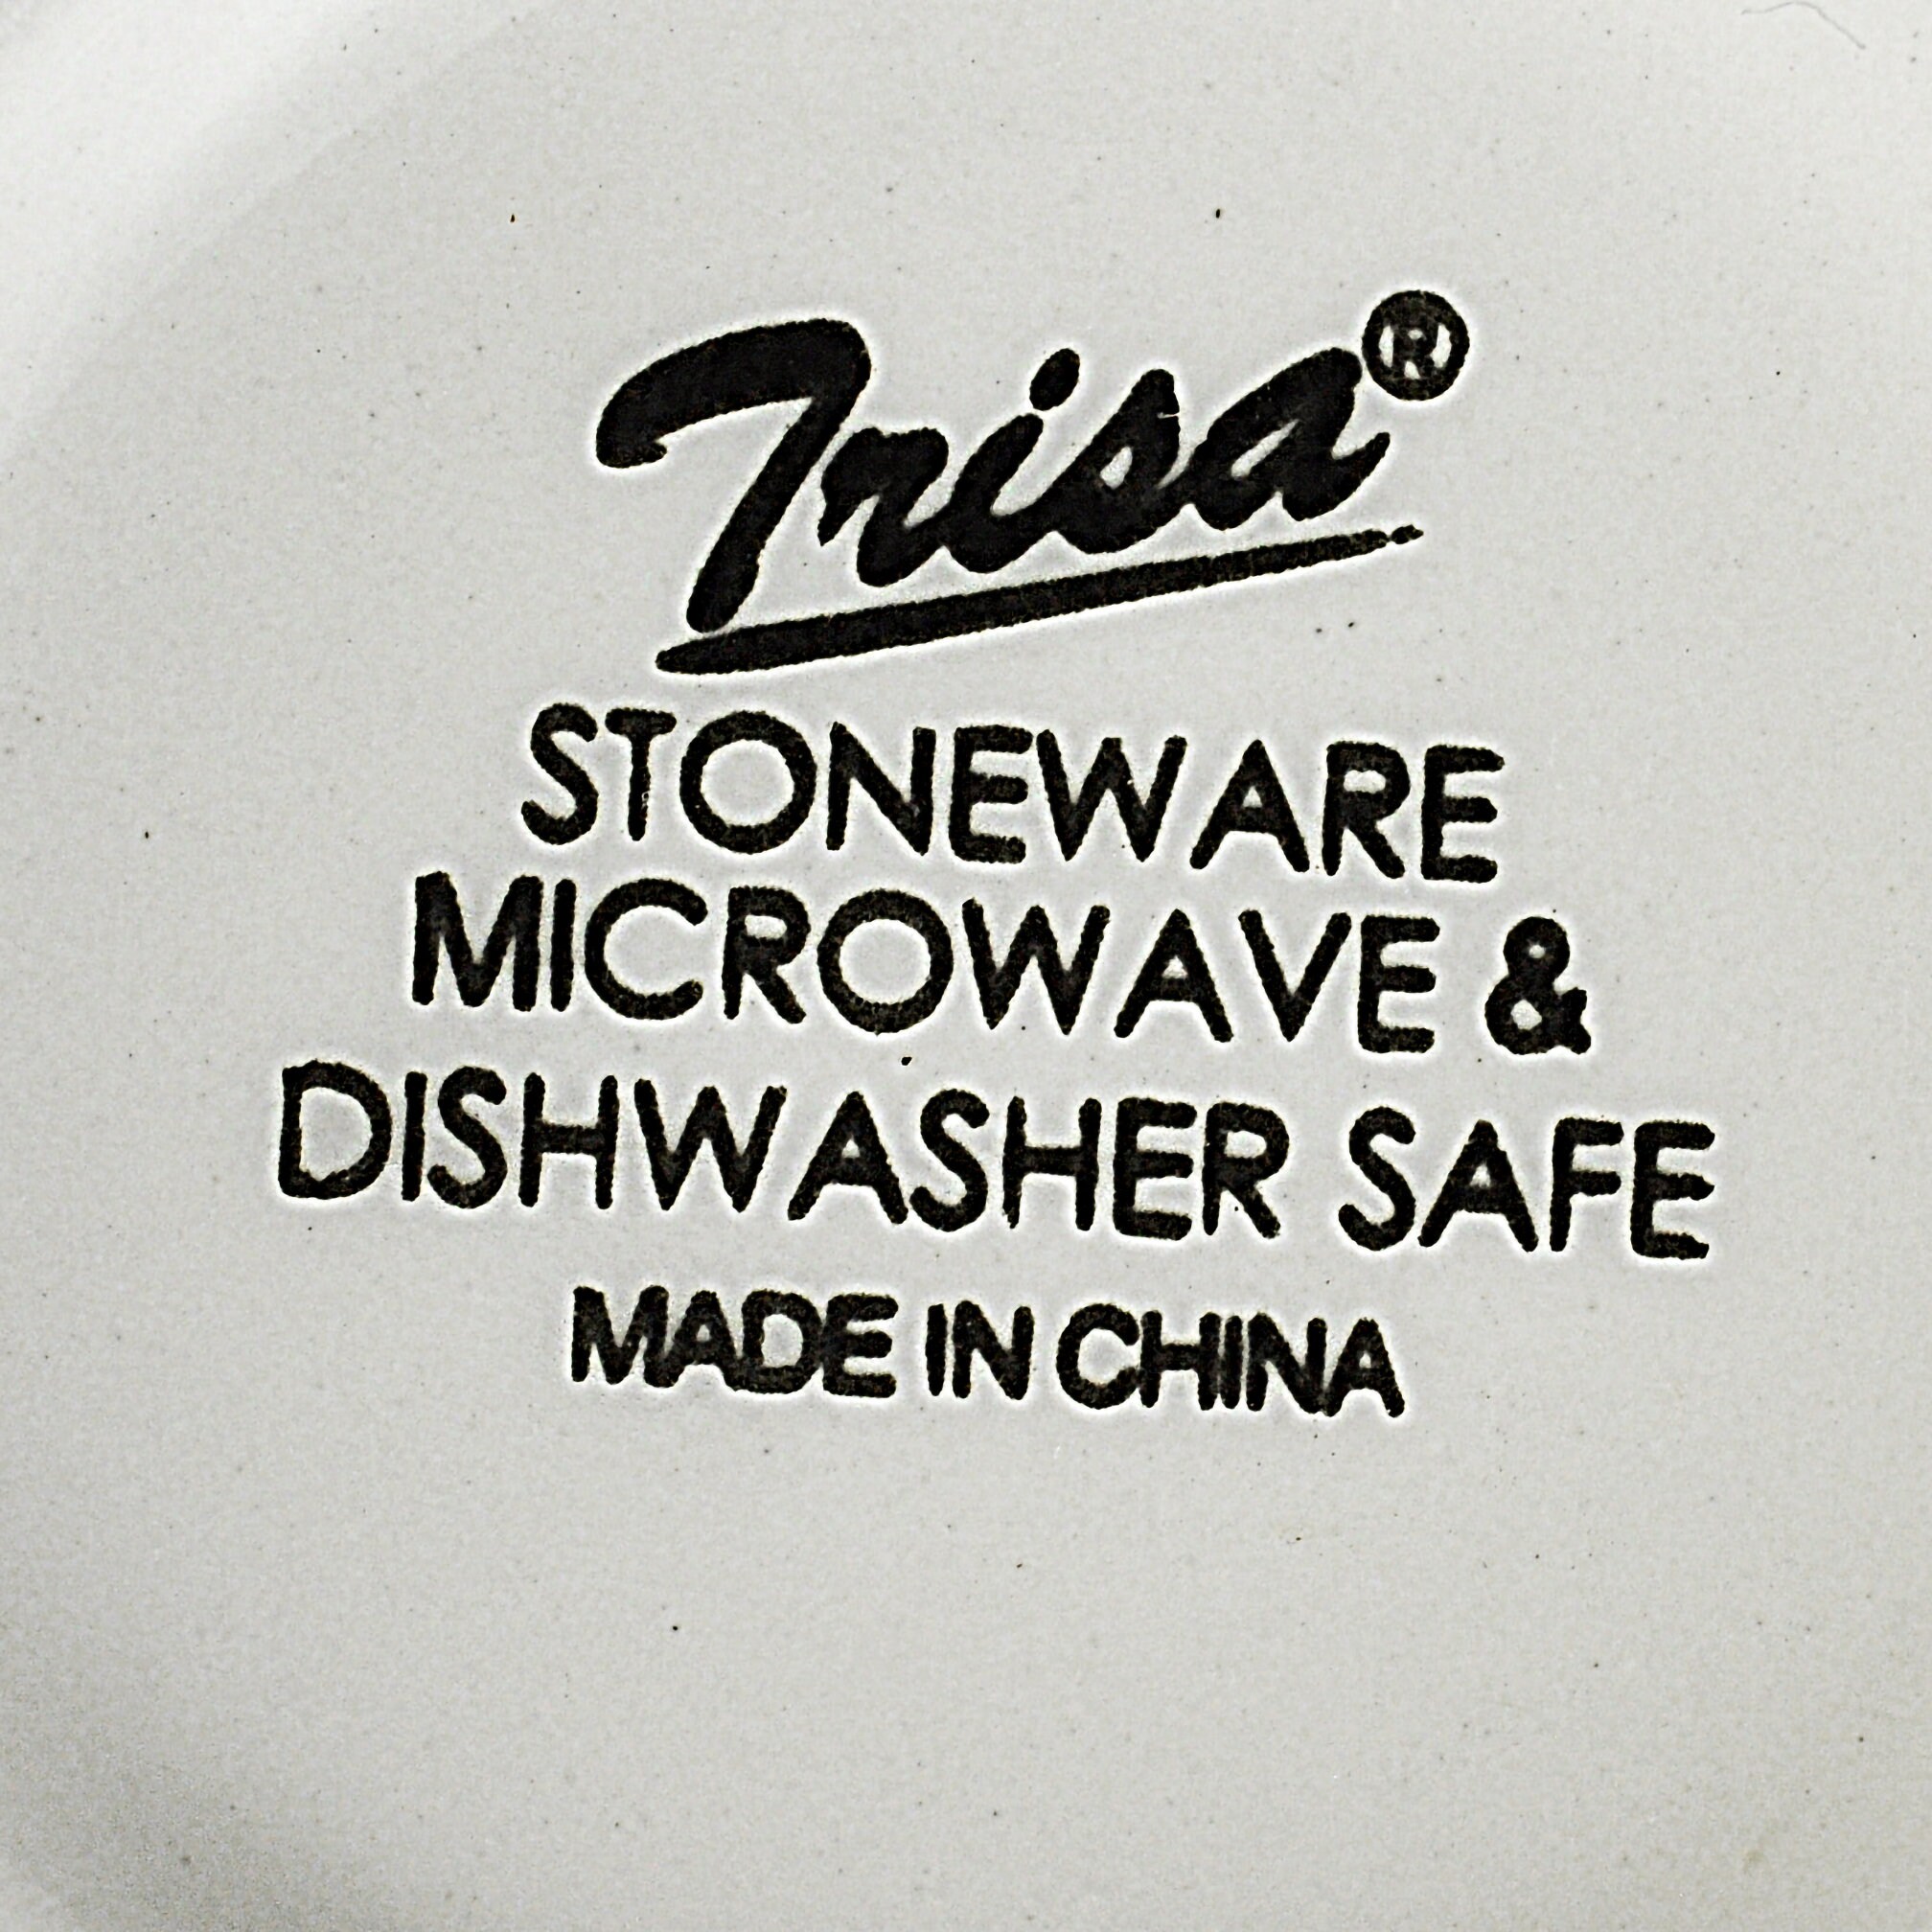 Trisa®
STONEWARE
MICROWAVE &
DISHWASHER SAFE
MADE IN CHINA